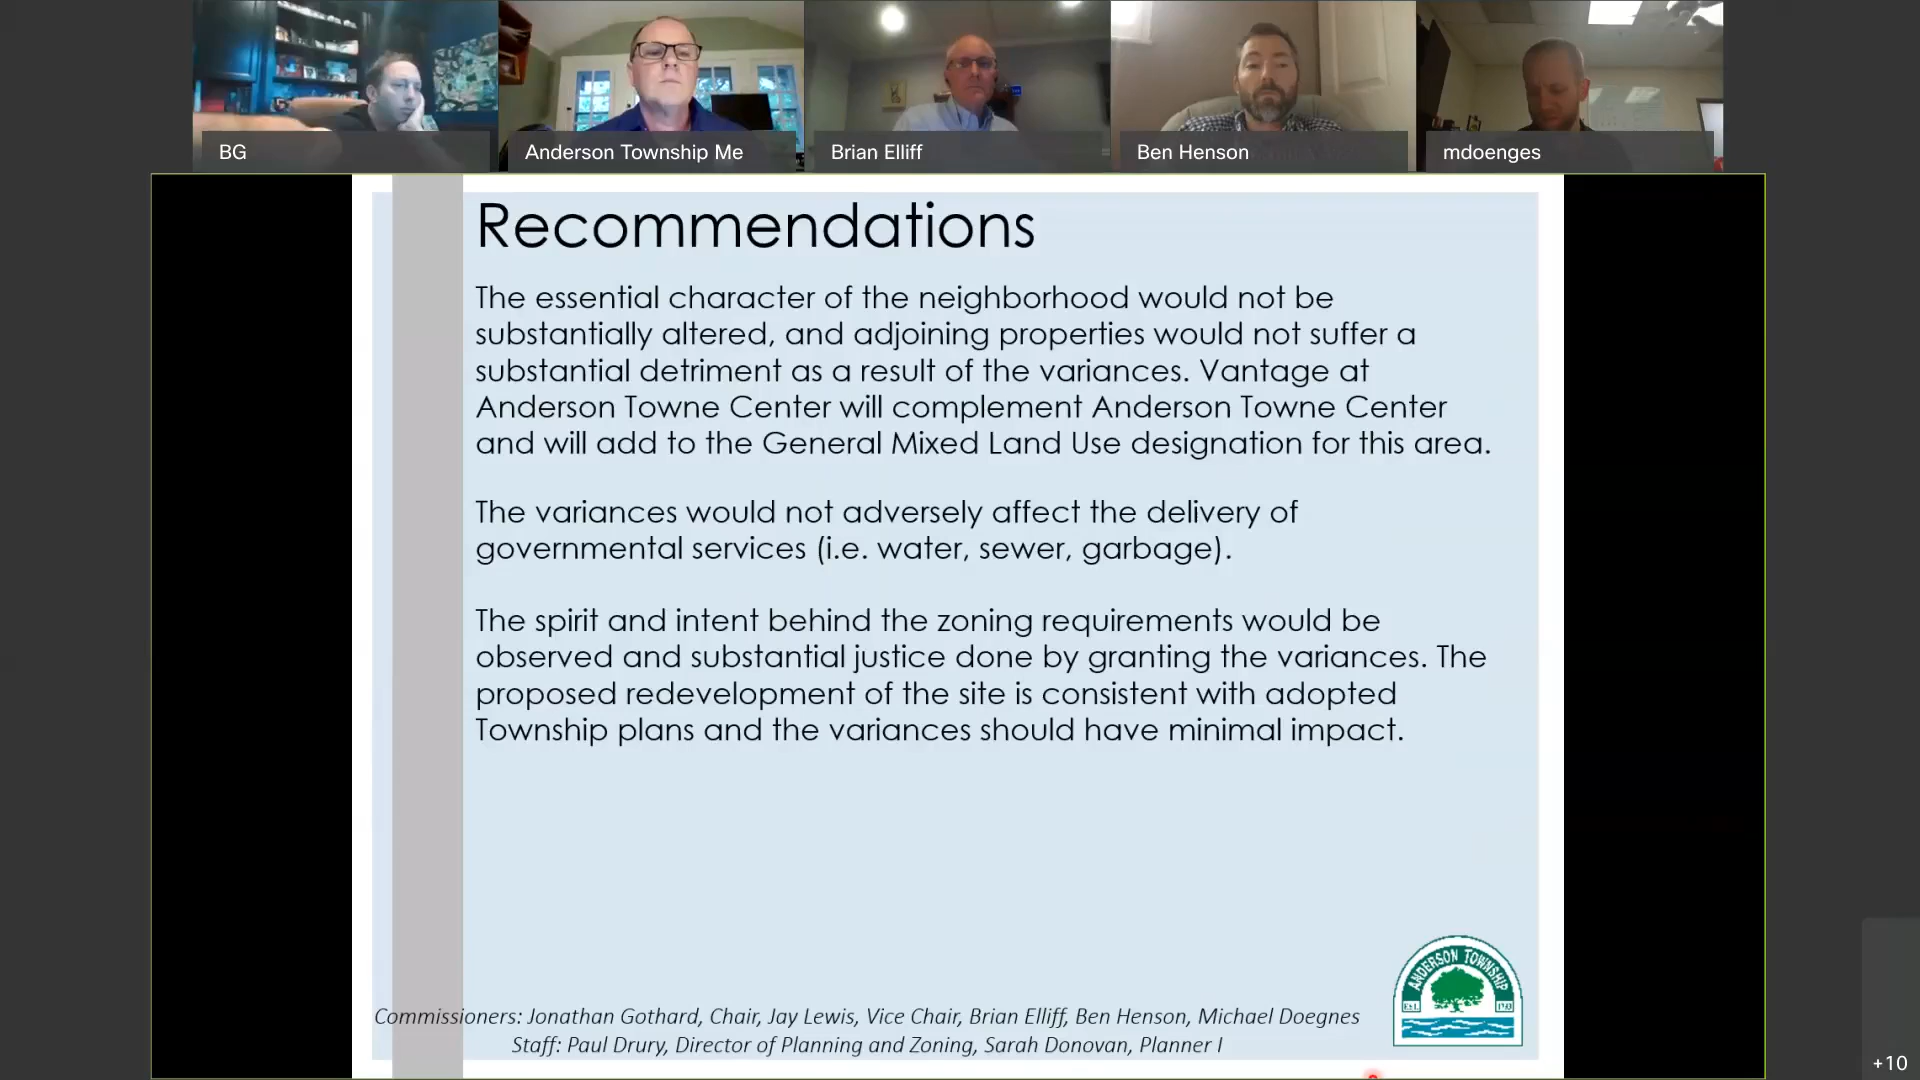 BG
Anderson Township Me
Brian Elliff
Ben Henson
mdoenges
Recommendations
The essential character of the neighborhood would not be
substantially altered, and adjoining properties would not suffer a
substantial detriment as a result of the variances. Vantage at
Anderson Towne Center will complement Anderson Towne Center
and will add to the General Mixed Land Use designation for this area.
The variances would not adversely affect the delivery of
governmental services (i.e. water, sewer, garbage).
The spirit and intent behind the zoning requirements would be
observed and substantial justice done by granting the variances. The
proposed redevelopment of the site is consistent with adopted
Township plans and the variances should have minimal impact.
ANDERSON TOWNSHIP
Commissioners: Jonathan Gothard, Chair, Jay Lewis, Vice Chair, Brian Elliff, Ben Henson, Michael Doegnes
Staff: Paul Drury, Director of Planning and Zoning, Sarah Donovan, Planner I
+10